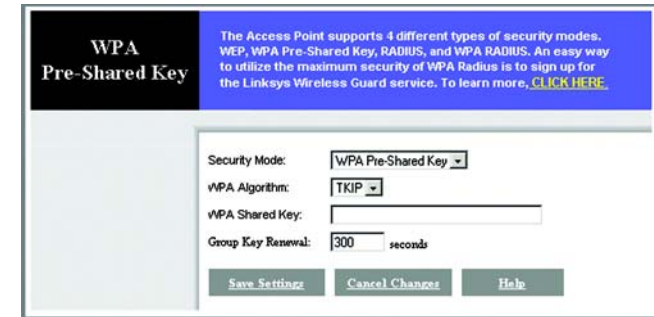 WPA
Pre-Shared Key
The Access Point supports 4 different types of security modes.
WEP, WPA Pre-Shared Key, RADIUS, and WPA RADIUS. An easy way
to utilize the maximum security of WPA Radius is to sign up for
the Linksys Wireless Guard service. To learn more, CLICK HERE.
Security Mode: WPA Pre-Shared Key
WPA Algorithm: TKIP
WPA Shared Key:
Group Key Renewal: 300 seconds
Save Settings Cancel Changes Help